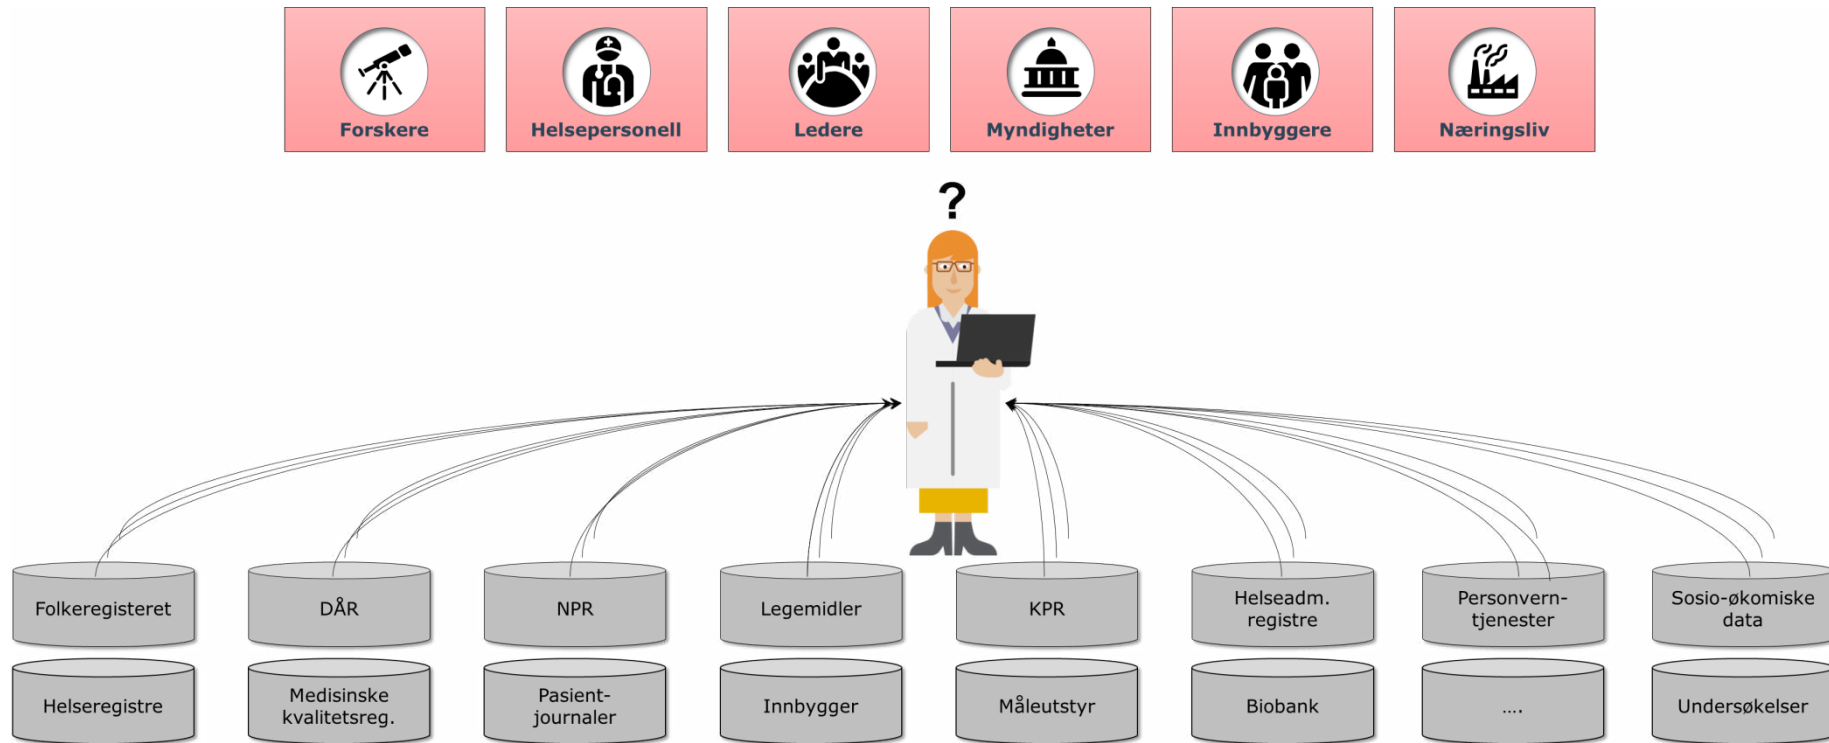 Forskere
Helsepersonell
Ledere
Myndigheter
Innbyggere
Næringsliv
?
Folkeregisteret
DÅR
NPR
Legemidler
KPR
Helseadm.
registre
Personvern-
tjenester
Sosio-økomiske
data
Helseregistre
Medisinske
kvalitetsreg.
Pasient-
journaler
Innbygger
Måleutstyr
Biobank
....
Undersøkelser